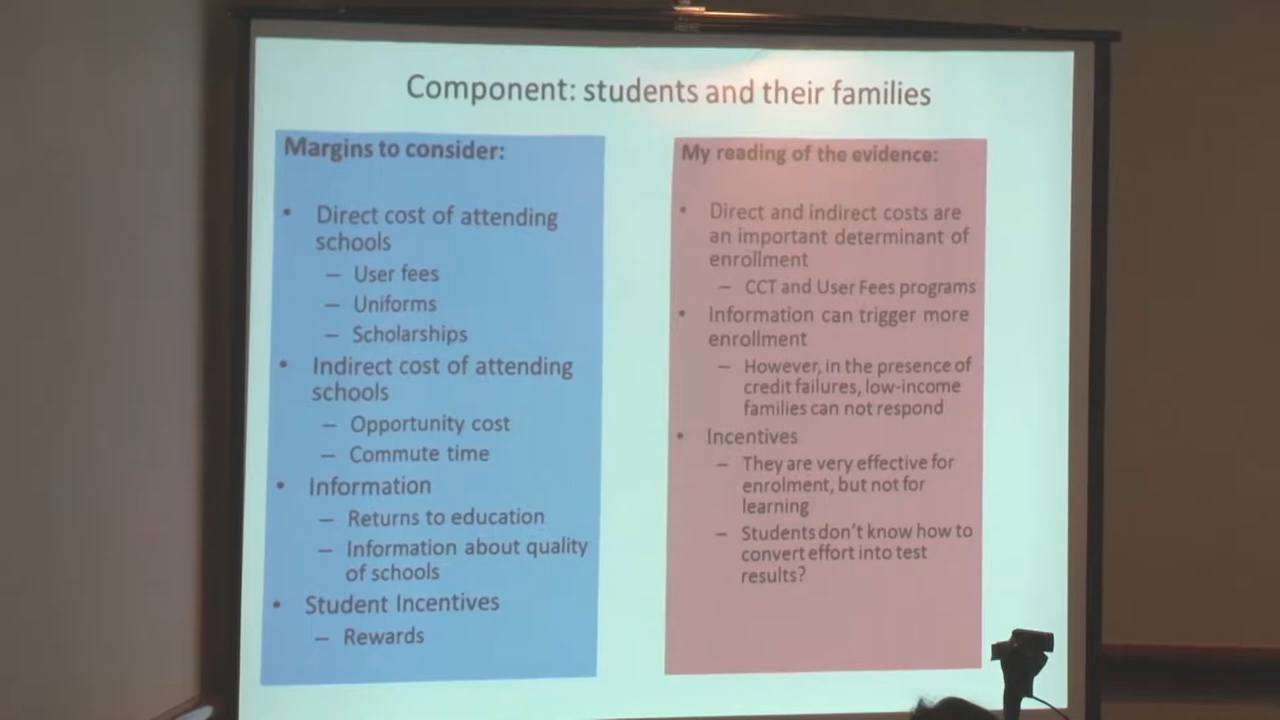 Component: students and their families
Margins to consider:
• Direct cost of attending
schools
– User fees
– Uniforms
– Scholarships
• Indirect cost of attending
schools
– Opportunity cost
– Commute time
• Information
– Returns to education
– Information about quality
of schools
• Student Incentives
– Rewards
My reading of the evidence:
• Direct and indirect costs are
an important determinant of
enrollment
– CCT and User Fees programs
• Information can trigger more
enrollment
– However, in the presence of
credit failures, low-income
families can not respond
• Incentives
– They are very effective for
enrolment, but not for
learning
– Students don't know how to
convert effort into test
results?